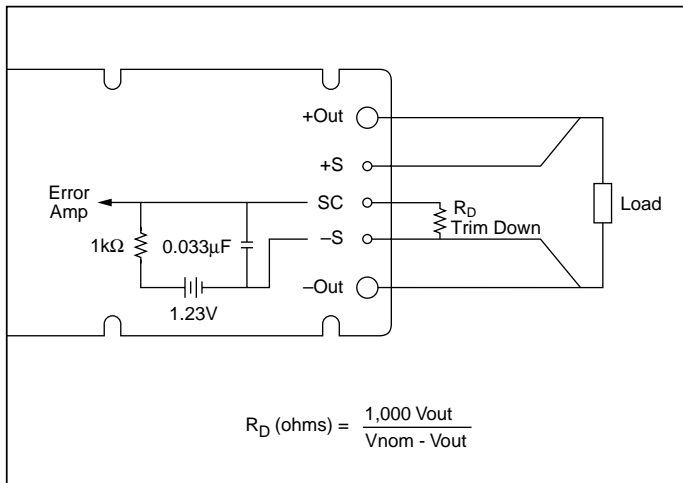 +Out
+S
Error
Amp
SC
R_D
Trim Down
Load
1kΩ
0.033µF
–S
–Out
1.23V
R_D (ohms) = 1,000 Vout / Vnom - Vout